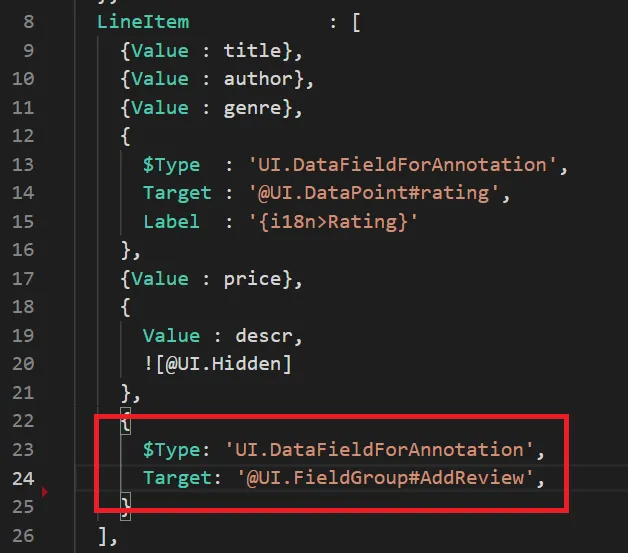 8 LineItem : [
9 {Value : title},
10 {Value : author},
11 {Value : genre},
12 {
13 $Type : 'UI.DataFieldForAnnotation',
14 Target : '@UI.DataPoint#rating',
15 Label : '{i18n>Rating}'
16 },
17 {Value : price},
18 {
19 Value : descr,
20 ![@UI.Hidden]
21 },
22 {
23 $Type: 'UI.DataFieldForAnnotation',
24 Target: '@UI.FieldGroup#AddReview',
25 }
26 ],